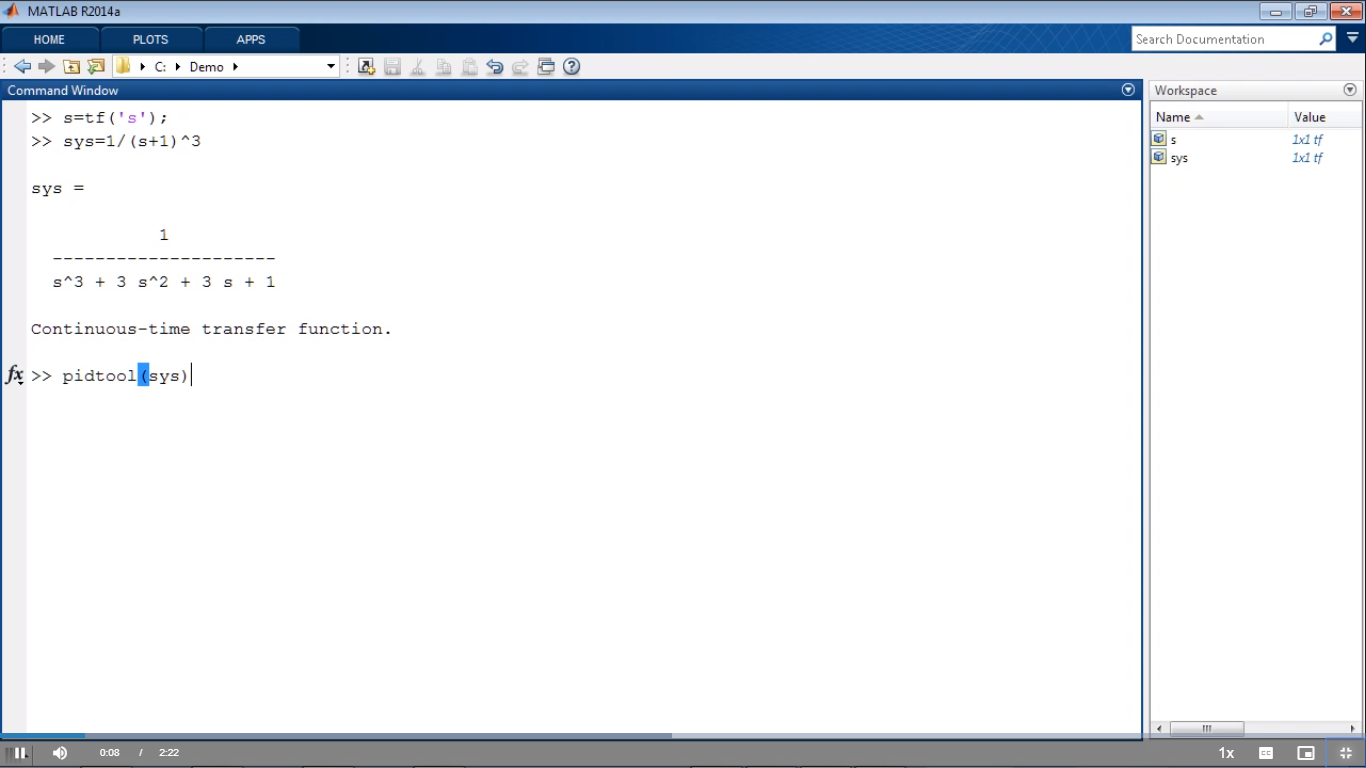 MATLAB R2014a
HOME PLOTS APPS
Search Documentation
C: Demo
Command Window
Workspace
>> s=tf('s');
>> sys=1/(s+1)^3
sys =
1
---------------------
s^3 + 3 s^2 + 3 s + 1
Continuous-time transfer function.
fx >> pidtool(sys)
Name Value
s 1x1 tf
sys 1x1 tf
0:08 / 2:22
1x
CC